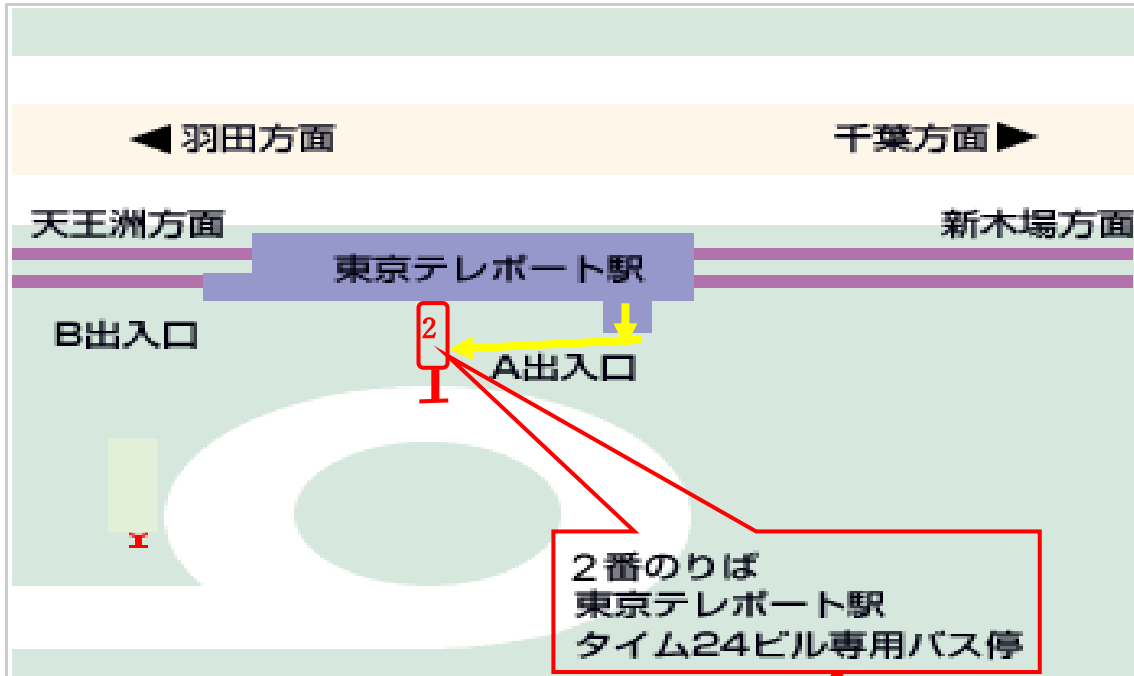 ◀羽田方面
千葉方面▶
天王洲方面
新木場方面
東京テレポート駅
B出入口
2
A出入口
2番のりば
東京テレポート駅
タイム24ビル専用バス停